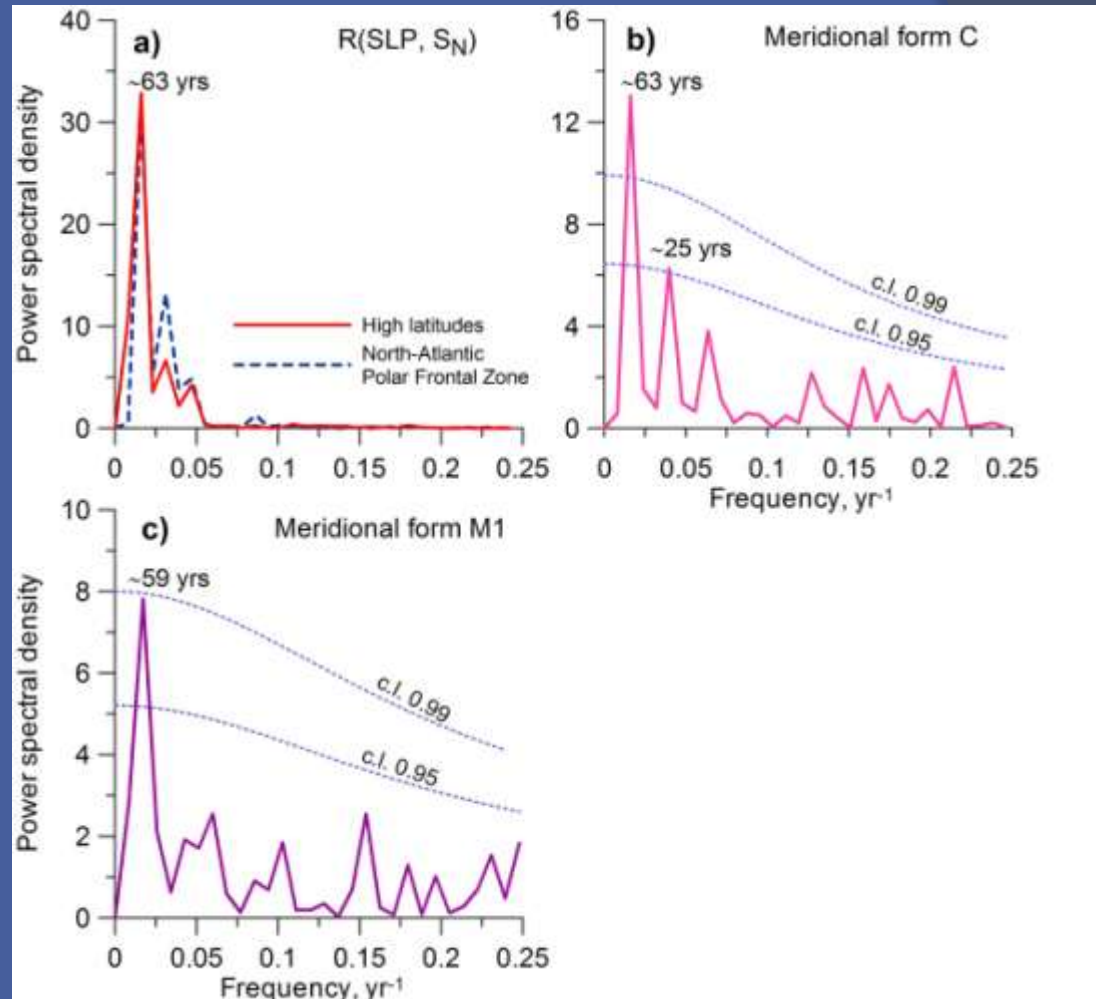 a)
R(SLP, S_N)
~63 yrs
Power spectral density
40
30
20
10
0
High latitudes
North-Atlantic
Polar Frontal Zone
0 0.05 0.1 0.15 0.2 0.25
b)
Meridional form C
~63 yrs
~25 yrs
c.l. 0.99
c.l. 0.95
16
12
8
4
0
0 0.05 0.1 0.15 0.2 0.25
Frequency, yr⁻¹
c)
Meridional form M1
~59 yrs
c.l. 0.99
c.l. 0.95
Power spectral density
10
8
6
4
2
0
0 0.05 0.1 0.15 0.2 0.25
Frequency, yr⁻¹